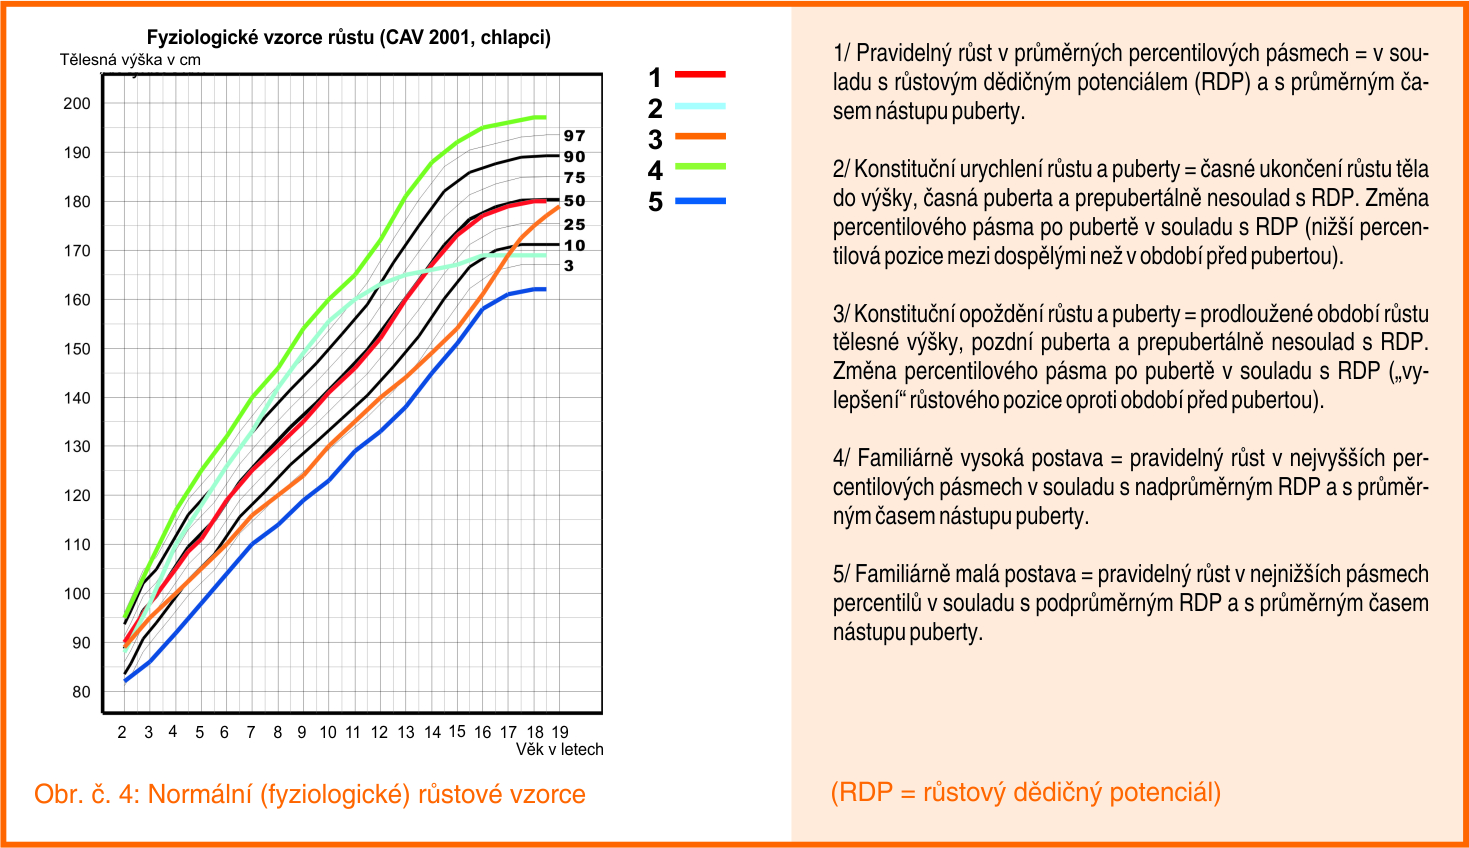 Fyziologické vzorce růstu (CAV 2001, chlapci)
Tělesná výška v cm
200
190
180
170
160
150
140
130
120
110
100
90
80
97
90
75
50
25
10
3
2 3 4 5 6 7 8 9 10 11 12 13 14 15 16 17 18 19
Věk v letech
1
2
3
4
5
Obr. č. 4: Normální (fyziologické) růstové vzorce
1/ Pravidelný růst v průměrných percentilových pásmech = v sou-
ladu s růstovým dědičným potenciálem (RDP) a s průměrným ča-
sem nástupu puberty.
2/ Konstituční urychlení růstu a puberty = časné ukončení růstu těla
do výšky, časná puberta a prepubertálně nesoulad s RDP. Změna
percentilového pásma po pubertě v souladu s RDP (nižší percen-
tilová pozice mezi dospělými než v období před pubertou).
3/ Konstituční opoždění růstu a puberty = prodloužené období růstu
tělesné výšky, pozdní puberta a prepubertálně nesoulad s RDP.
Změna percentilového pásma po pubertě v souladu s RDP („vy-
lepšení“ růstového pozice oproti období před pubertou).
4/ Familiárně vysoká postava = pravidelný růst v nejvyšších per-
centilových pásmech v souladu s nadprůměrným RDP a s průměr-
ným časem nástupu puberty.
5/ Familiárně malá postava = pravidelný růst v nejnižších pásmech
percentilů v souladu s podprůměrným RDP a s průměrným časem
nástupu puberty.
(RDP = růstový dědičný potenciál)